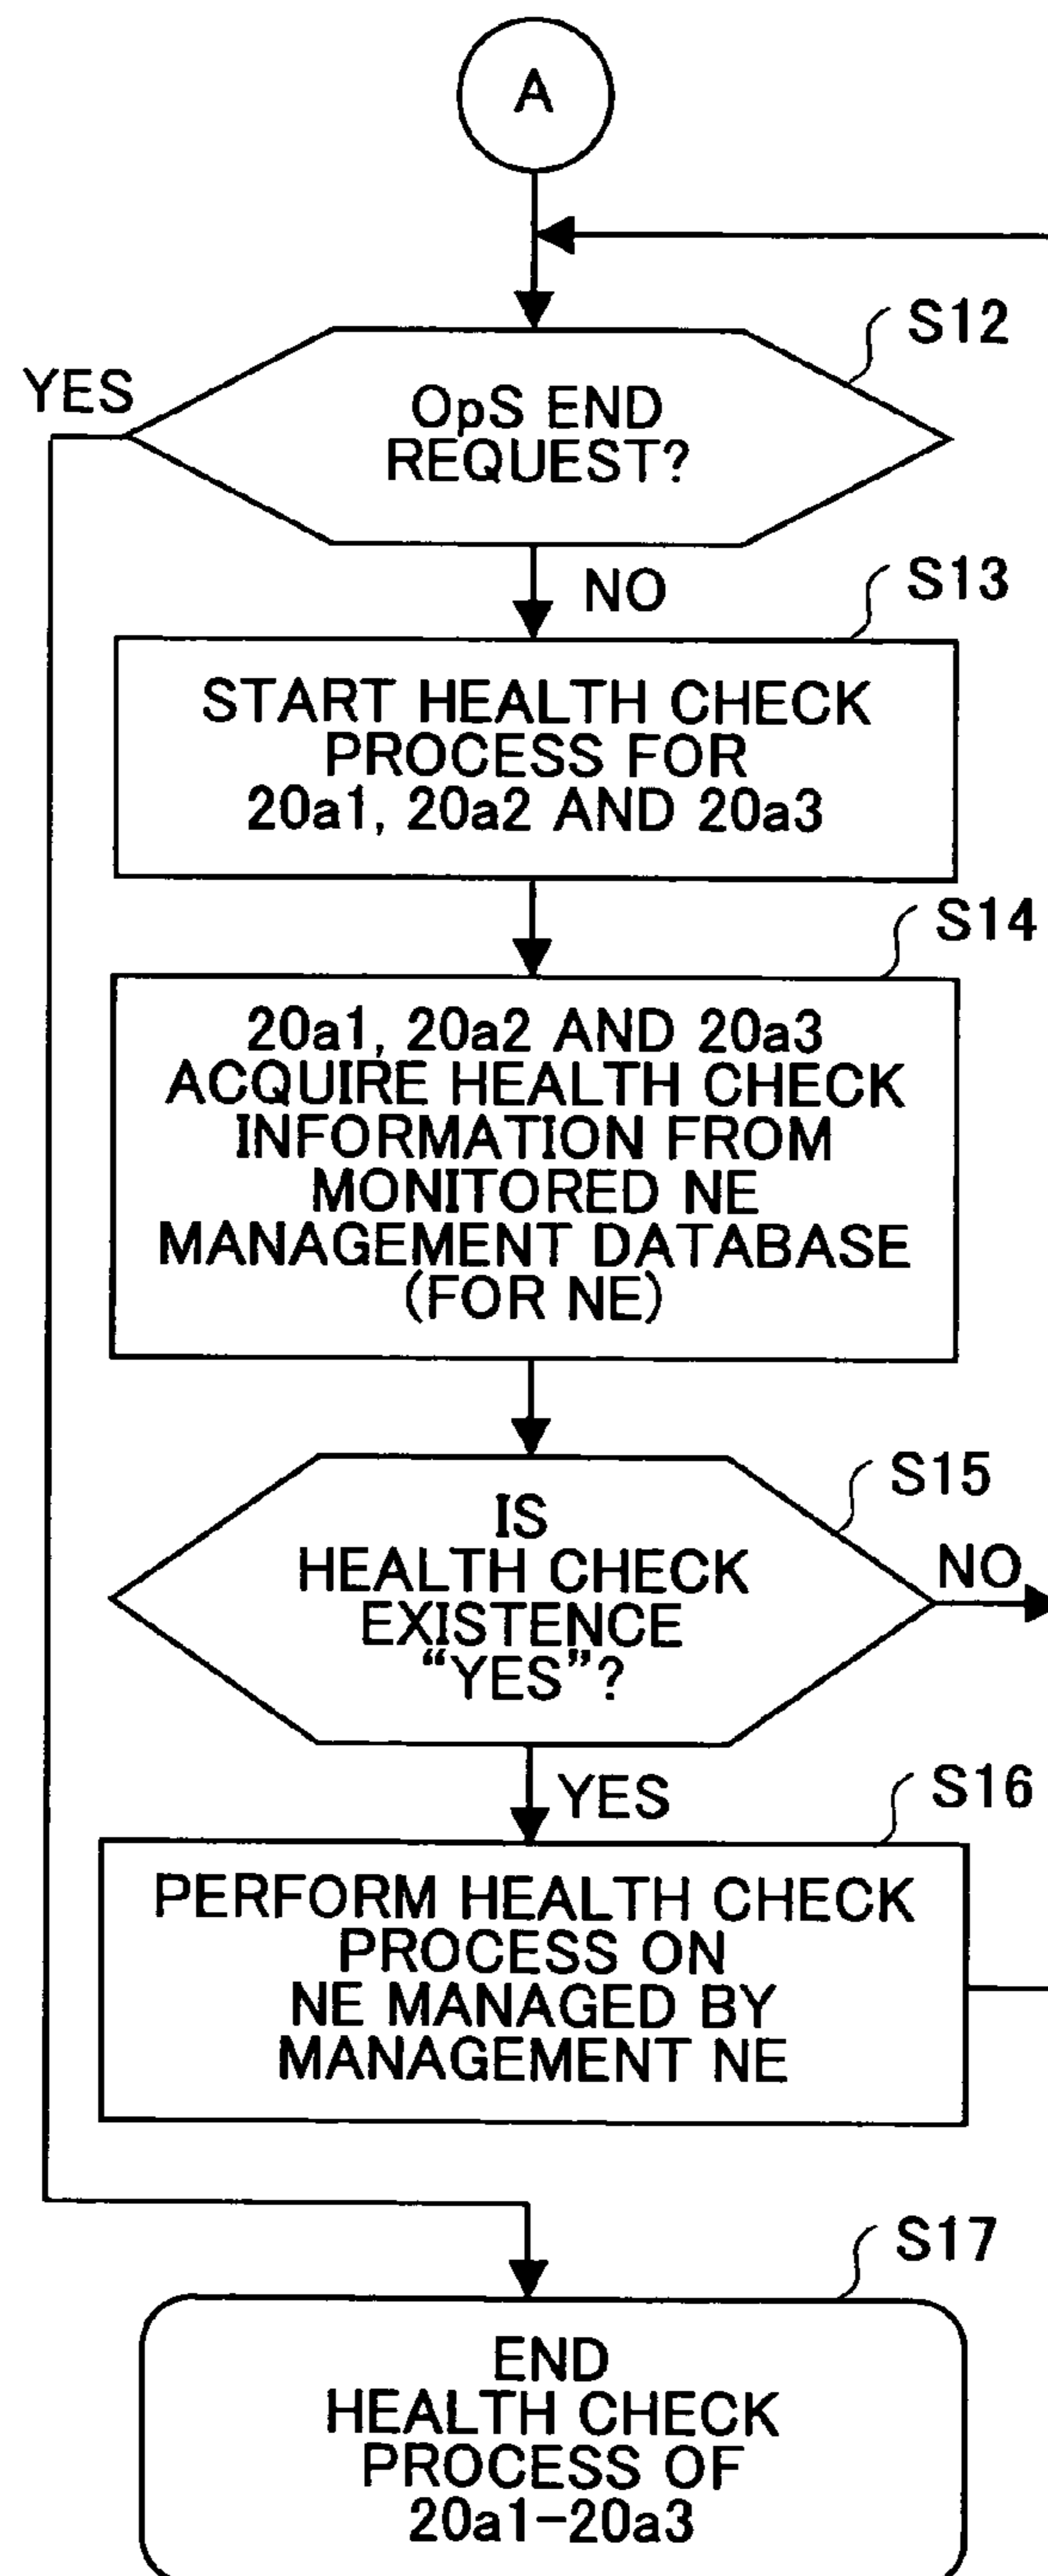 A
S12
YES
OpS END
REQUEST?
NO
S13
START HEALTH CHECK
PROCESS FOR
20a1, 20a2 AND 20a3
S14
20a1, 20a2 AND 20a3
ACQUIRE HEALTH CHECK
INFORMATION FROM
MONITORED NE
MANAGEMENT DATABASE
(FOR NE)
S15
IS
HEALTH CHECK
EXISTENCE
“YES”?
NO
YES
S16
PERFORM HEALTH CHECK
PROCESS ON
NE MANAGED BY
MANAGEMENT NE
S17
END
HEALTH CHECK
PROCESS OF
20a1-20a3